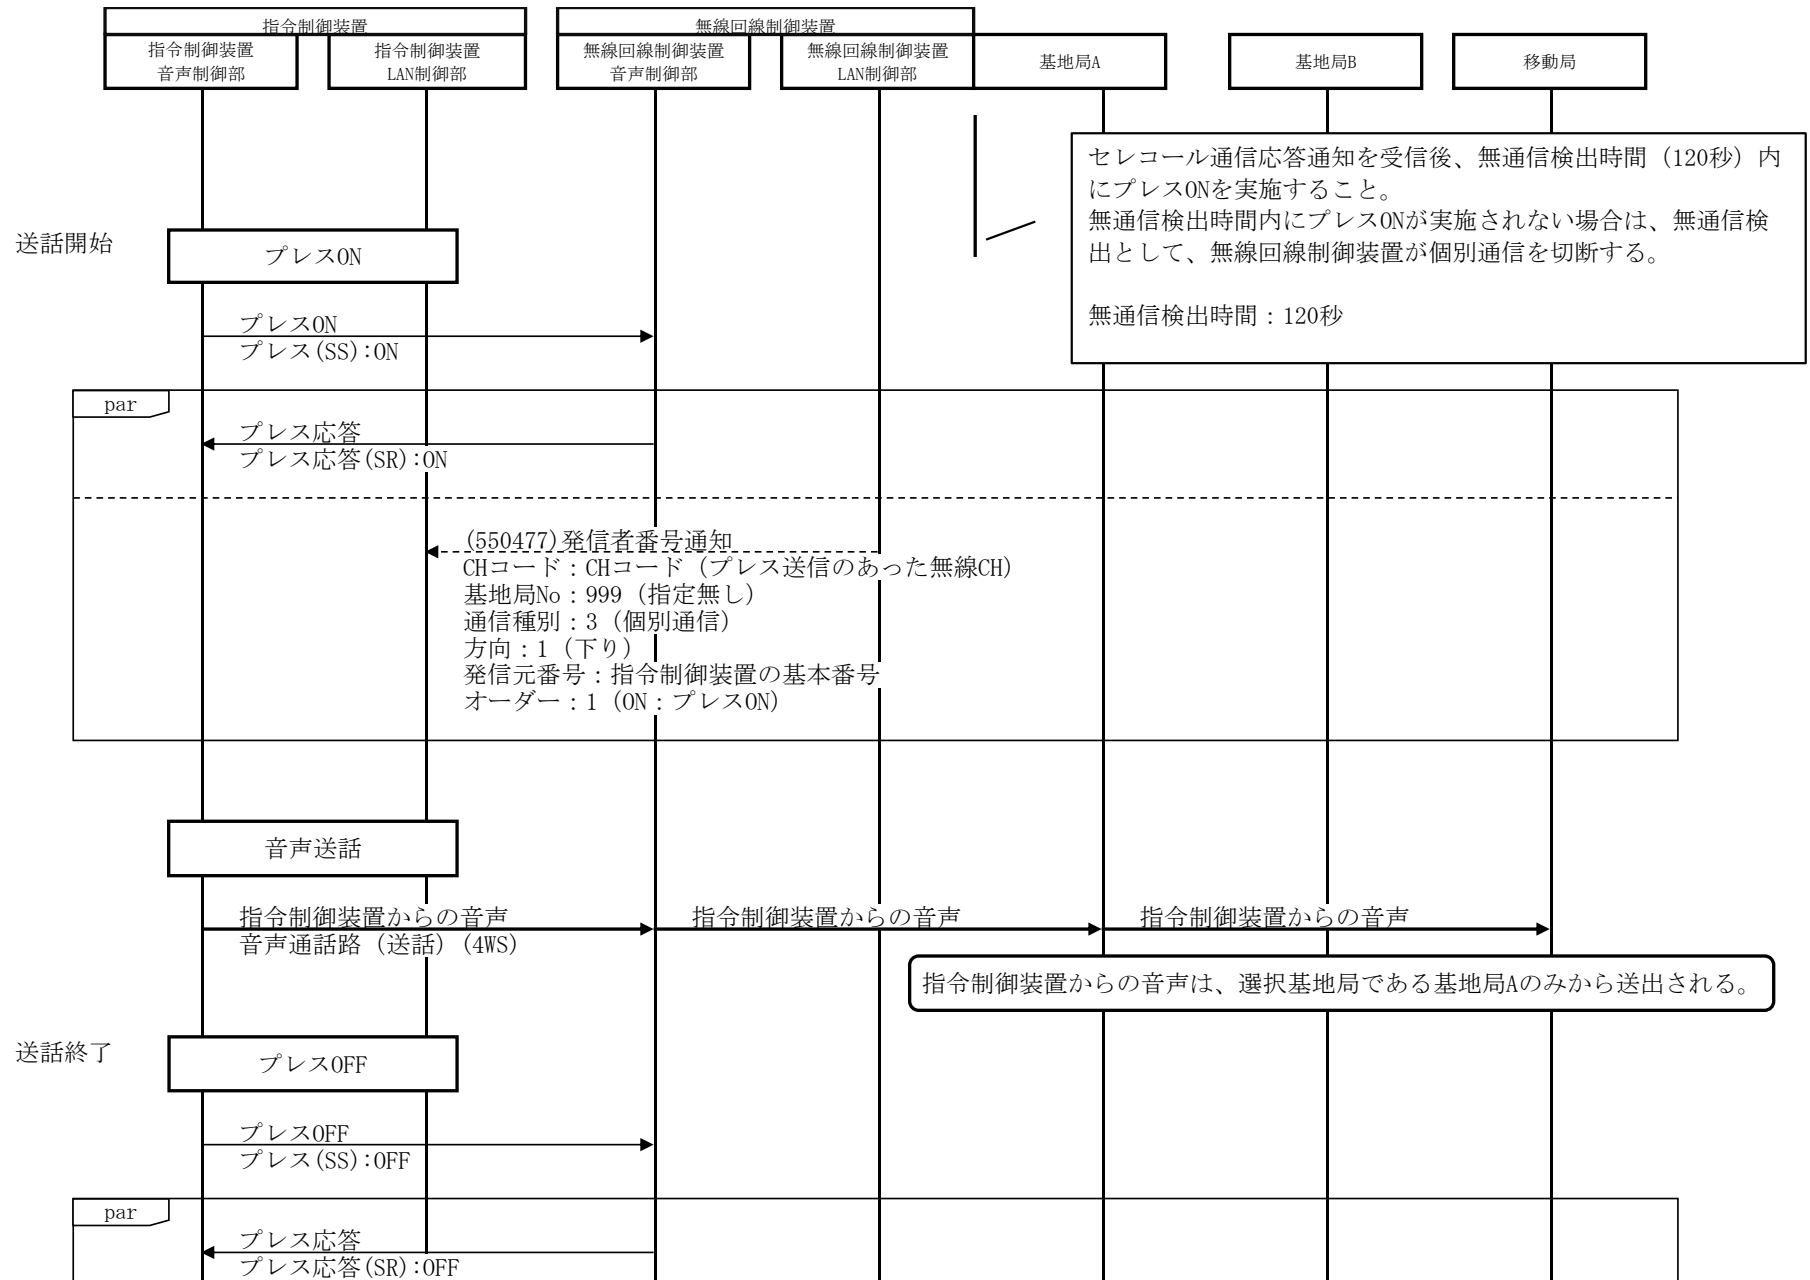 指令制御装置
無線回線制御装置
指令制御装置
音声制御部
指令制御装置
LAN制御部
無線回線制御装置
音声制御部
無線回線制御装置
LAN制御部
基地局A
基地局B
移動局
セレコール通信応答通知を受信後、無通信検出時間（120秒）内
にプレスONを実施すること。
無通信検出時間内にプレスONが実施されない場合は、無通信検
出として、無線回線制御装置が個別通信を切断する。
無通信検出時間：120秒
送話開始
プレスON
プレスON
プレス(SS):ON
par
プレス応答
プレス応答(SR):ON
(550477)発信者番号通知
CHコード：CHコード（プレス送信のあった無線CH）
基地局No：999（指定無し）
通信種別：3（個別通信）
方向：1（下り）
発信元番号：指令制御装置の基本番号
オーダー：1（ON：プレスON）
音声送話
指令制御装置からの音声
音声通話路（送話）(4WS)
指令制御装置からの音声
指令制御装置からの音声
指令制御装置からの音声は、選択基地局である基地局Aのみから送出される。
送話終了
プレスOFF
プレスOFF
プレス(SS):OFF
par
プレス応答
プレス応答(SR):OFF